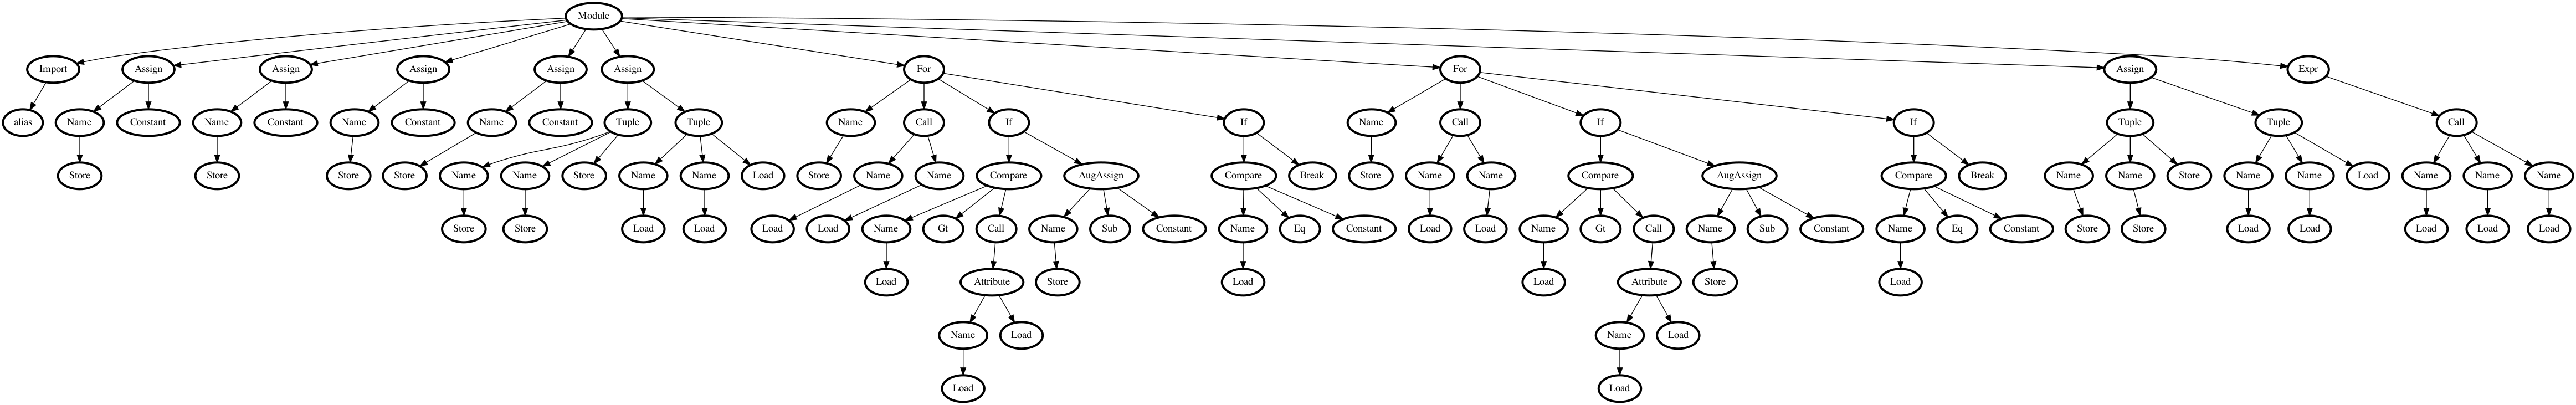 Module
Import Assign Assign Assign Assign Assign For For Assign Expr
alias Name Constant Name Constant Name Constant Name Constant Tuple Tuple Name Call If If Name Call If If Tuple Tuple Call
Store Store Store Store Name Name Store Name Name Load Store Name Name Compare AugAssign Compare Break Store Name Name Compare AugAssign Compare Break Name Name Store Name Name Load Name Name Name
Store Store Load Load Load Load Name Gt Call Name Sub Constant Name Eq Constant Load Load Name Gt Call Name Sub Constant Name Eq Constant Store Store Load Load Load Load Load
Load Attribute Store Load Load Attribute Store Load
Name Load Name Load
Load Load